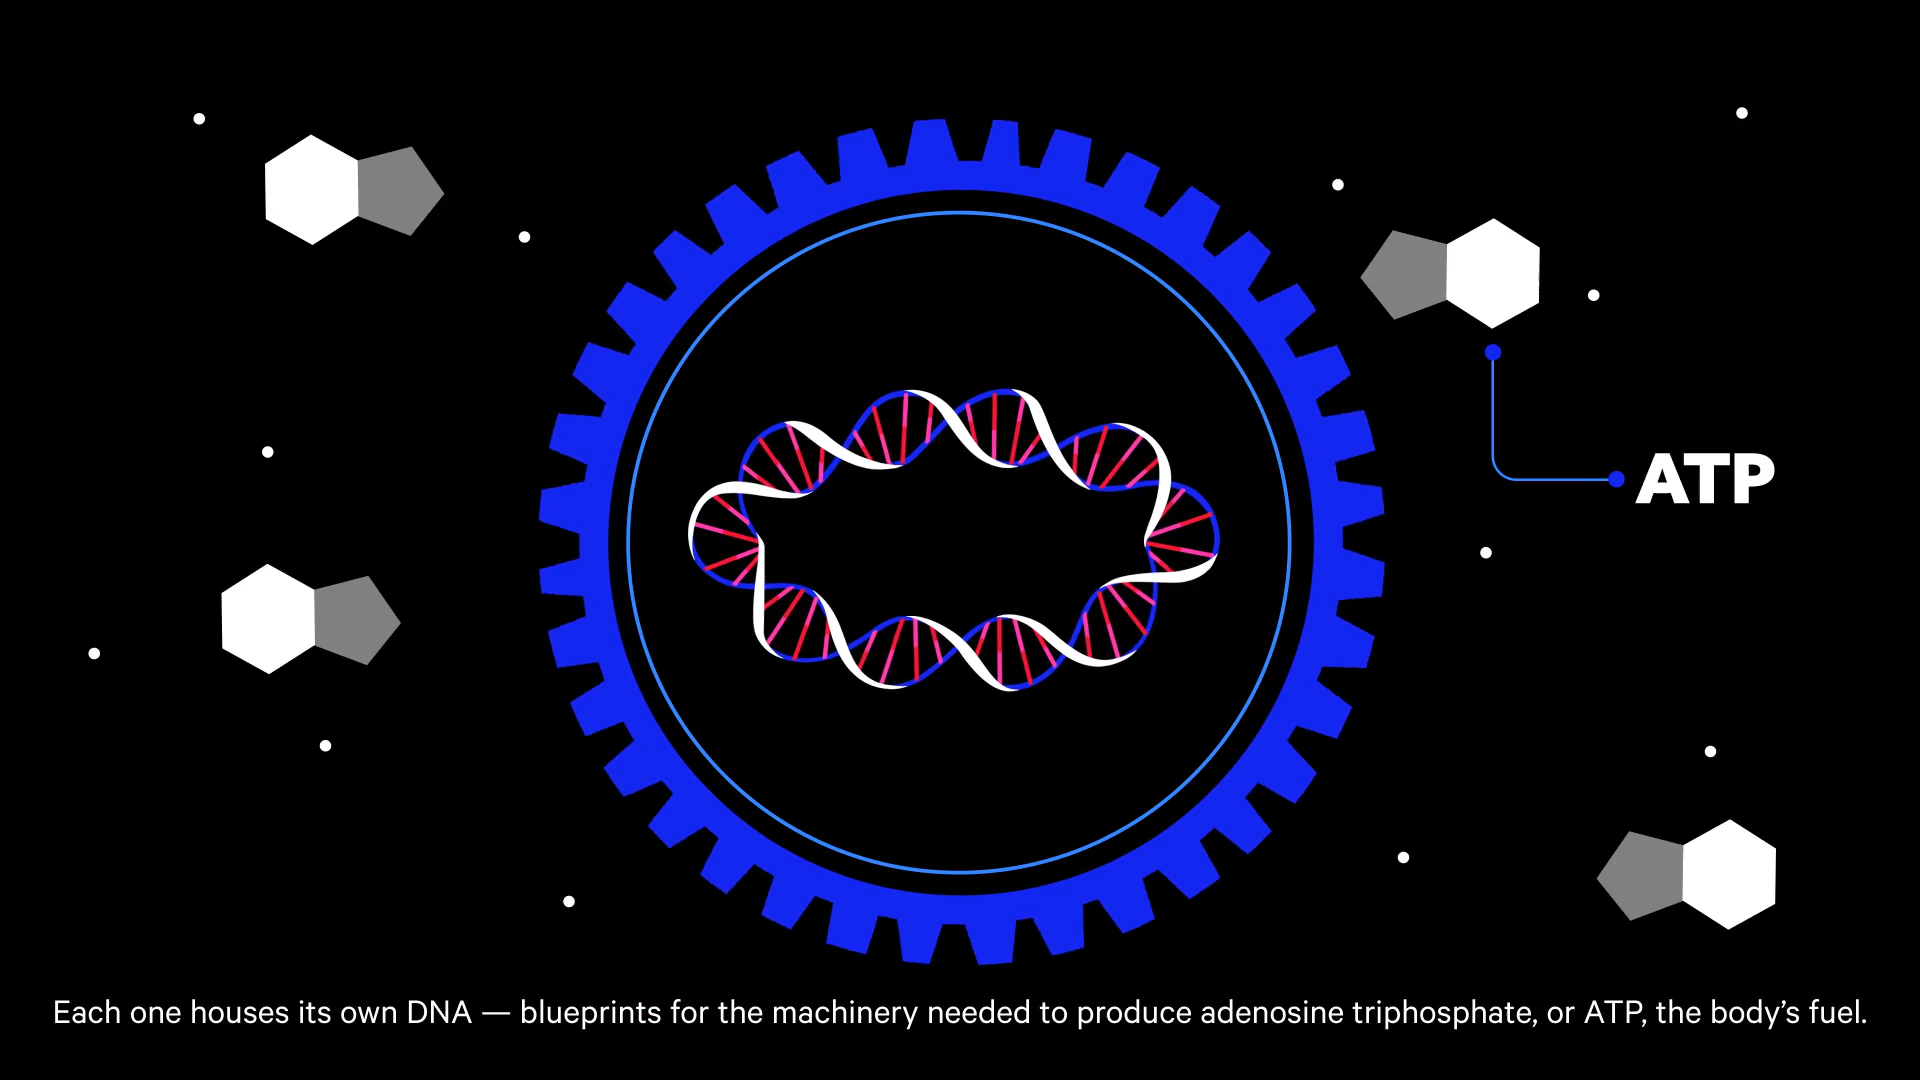 ATP
Each one houses its own DNA — blueprints for the machinery needed to produce adenosine triphosphate, or ATP, the body’s fuel.